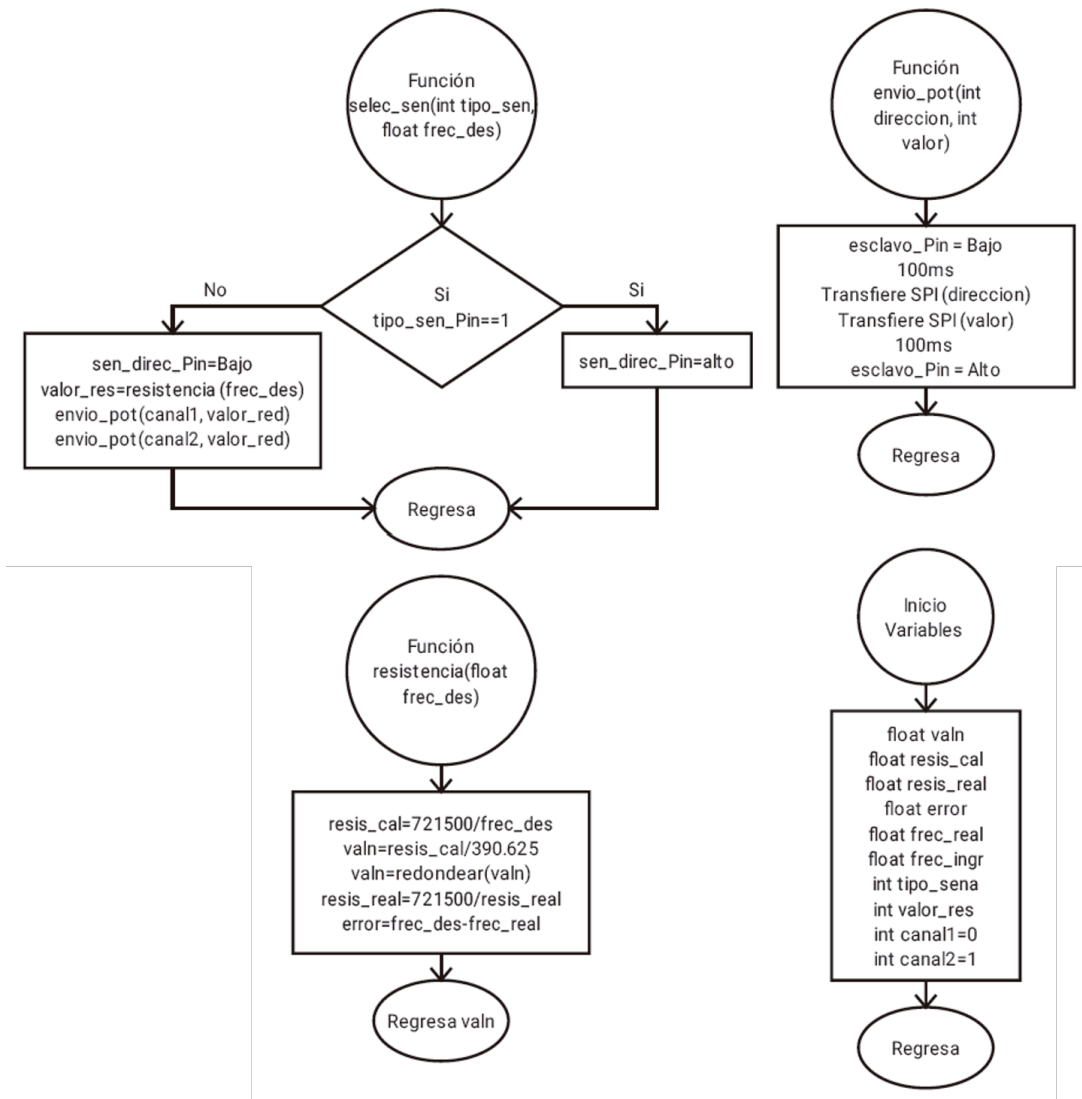 Función
selec_sen(int tipo_sen,
float frec_des)
No
Si
tipo_sen_Pin==1
Si
sen_direc_Pin=Bajo
valor_res=resistencia (frec_des)
envio_pot(canal1, valor_red)
envio_pot(canal2, valor_red)
sen_direc_Pin=alto
Regresa
Función
envio_pot(int
direccion, int
valor)
esclavo_Pin = Bajo
100ms
Transfiere SPI (direccion)
Transfiere SPI (valor)
100ms
esclavo_Pin = Alto
Regresa
Función
resistencia(float
frec_des)
resis_cal=721500/frec_des
valn=resis_cal/390.625
valn=redondear(valn)
resis_real=721500/resis_real
error=frec_des-frec_real
Regresa valn
Inicio
Variables
float valn
float resis_cal
float resis_real
float error
float frec_real
float frec_ingr
int tipo_sena
int valor_res
int canal1=0
int canal2=1
Regresa